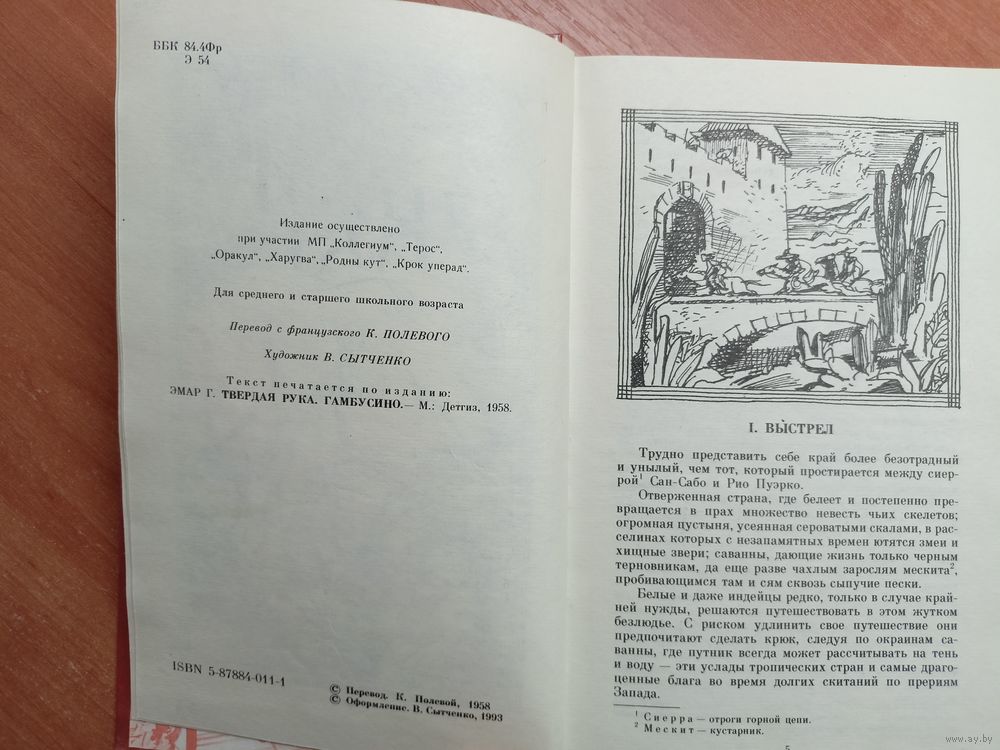 ББК 84.4Фр
Э 54
Издание осуществлено
при участии МП „Коллегиум“, „Терос“,
„Оракул“, „Харугва“, „Родны кут“, „Крок уперад“.
Для среднего и старшего школьного возраста
Перевод с французского К. ПОЛЕВОГО
Художник В. СЫТЧЕНКО
Текст печатается по изданию:
ЭМАР Г. ТВЕРДАЯ РУКА. ГАМБУСИНО.— М.: Детгиз, 1958.
ISBN 5-87884-011-1
© Перевод. К. Полевой, 1958
© Оформление. В. Сытченко, 1993
I. ВЫСТРЕЛ
Трудно представить себе край более безотрадный
и унылый, чем тот, который простирается между сиер-
рой¹ Сан-Сабо и Рио Пуэрко.
Отверженная страна, где белеет и постепенно пре-
вращается в прах множество невесть чьих скелетов;
огромная пустыня, усеянная сероватыми скалами, в рас-
селинах которых с незапамятных времен ютятся змеи и
хищные звери; саванны, дающие жизнь только черным
терновникам, да еще разве чахлым зарослям мескита²,
пробивающимся там и сям сквозь сыпучие пески.
Белые и даже индейцы редко, только в случае край-
ней нужды, решаются путешествовать в этом жутком
безлюдье. С риском удлинить свое путешествие они
предпочитают сделать крюк, следуя по окраинам са-
ванны, где путник всегда может рассчитывать на тень
и воду — эти услады тропических стран и самые драго-
ценные блага во время долгих скитаний по прериям
Запада.
¹ Сиерра — отроги горной цепи.
² Мескит — кустарник.
5
www.ay.by